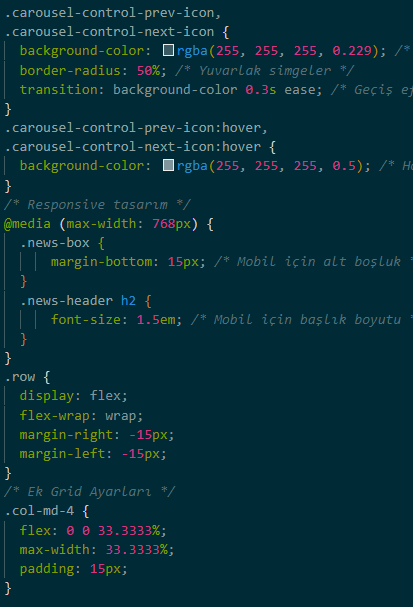 .carousel-control-prev-icon,
.carousel-control-next-icon {
background-color: rgba(255, 255, 255, 0.229); /*
border-radius: 50%; /* Yuvarlak simgeler */
transition: background-color 0.3s ease; /* Geçiş
}
.carousel-control-prev-icon:hover,
.carousel-control-next-icon:hover {
background-color: rgba(255, 255, 255, 0.5); /*
}
/* Responsive tasarım */
@media (max-width: 768px) {
.news-box {
margin-bottom: 15px; /* Mobil için alt boşluk *
}
.news-header h2 {
font-size: 1.5em; /* Mobil için başlık boyutu */
}
}
.row {
display: flex;
flex-wrap: wrap;
margin-right: -15px;
margin-left: -15px;
}
/* Ek Grid Ayarları */
.col-md-4 {
flex: 0 0 33.3333%;
max-width: 33.3333%;
padding: 15px;
}